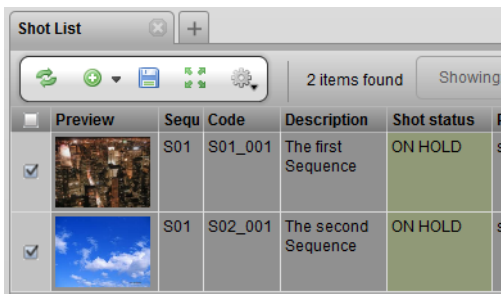 Shot List
2 items found Showing
Preview Sequ Code Description Shot status
S01 S01_001 The first ON HOLD
Sequence
S01 S02_001 The second ON HOLD
Sequence